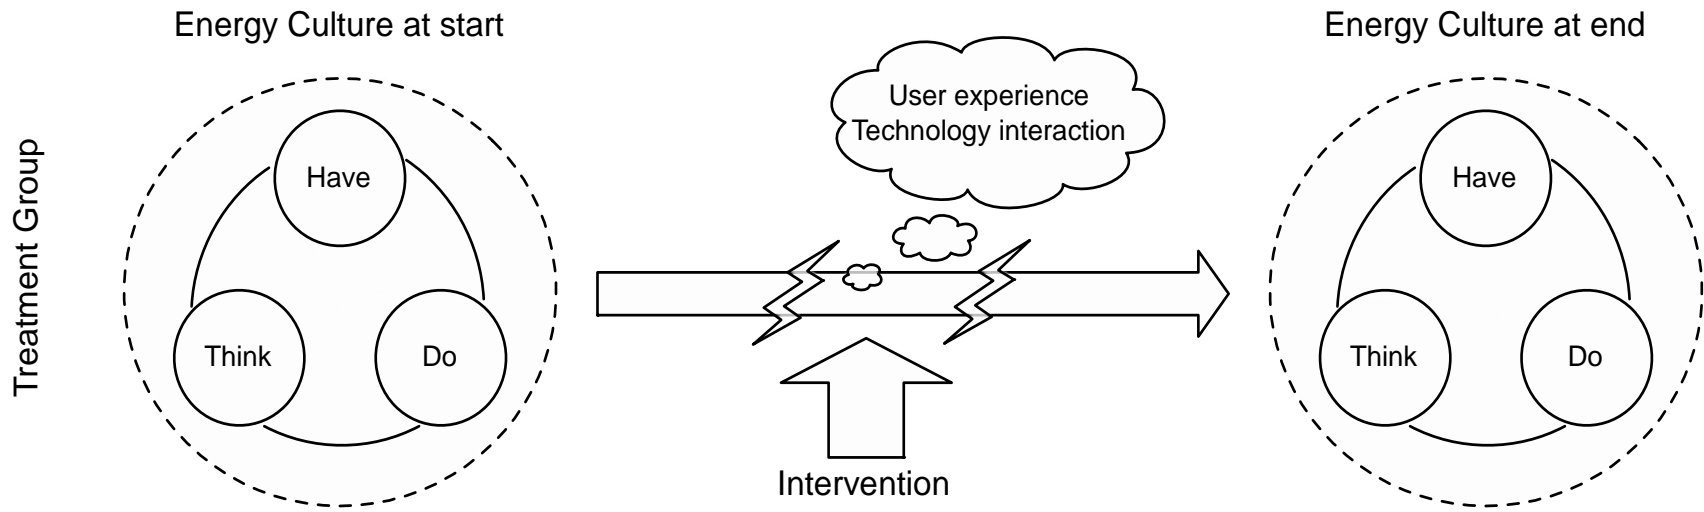 Energy Culture at start
Energy Culture at end
Treatment Group
Have
Think
Do
User experience
Technology interaction
Intervention
Have
Think
Do